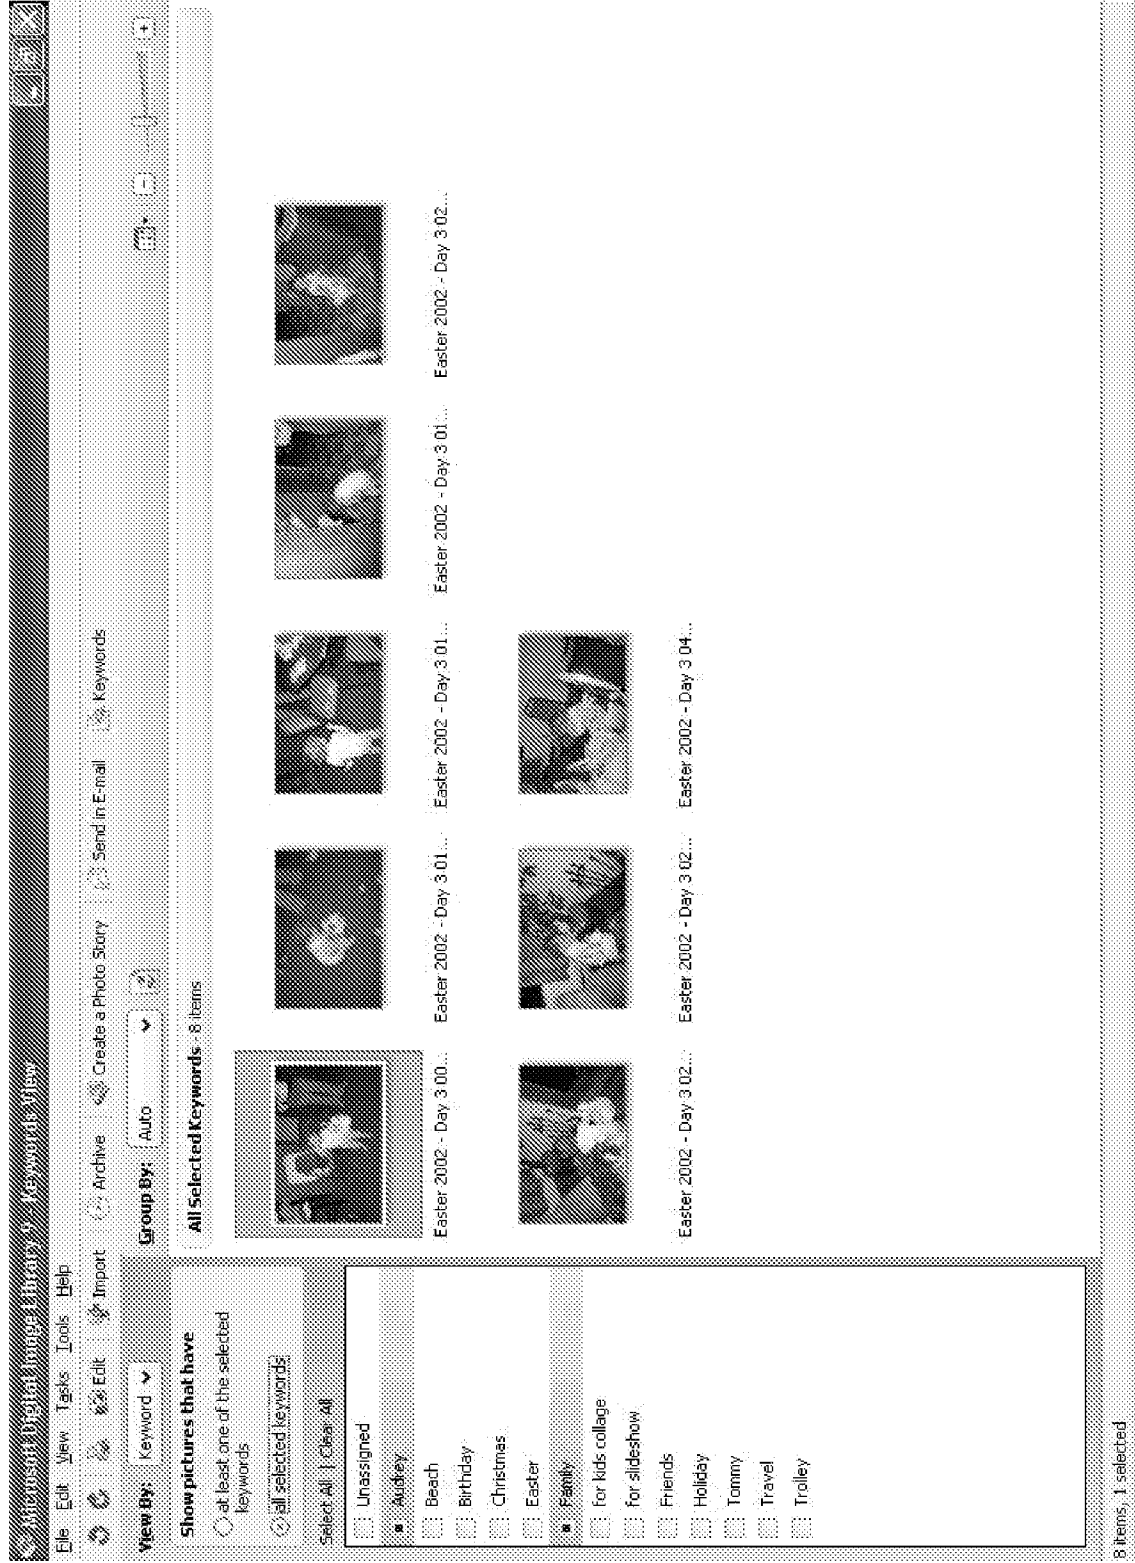 Microsoft Digital Image Library 9 - Keywords View
File Edit View Tasks Tools Help
Edit Import Archive Create a Photo Story Send in E-mail Keywords
View By: Keyword Group By: Auto
Show pictures that have
at least one of the selected
keywords
all selected keywords
Select All | Clear All
Unassigned
Audrey
Beach
Birthday
Christmas
Easter
Family
for kids collage
for slideshow
Friends
Holiday
Tommy
Travel
Trolley
All Selected Keywords - 8 items
Easter 2002 - Day 3 00... Easter 2002 - Day 3 01... Easter 2002 - Day 3 01... Easter 2002 - Day 3 01... Easter 2002 - Day 3 02...
Easter 2002 - Day 3 02... Easter 2002 - Day 3 02... Easter 2002 - Day 3 04...
8 items, 1 selected